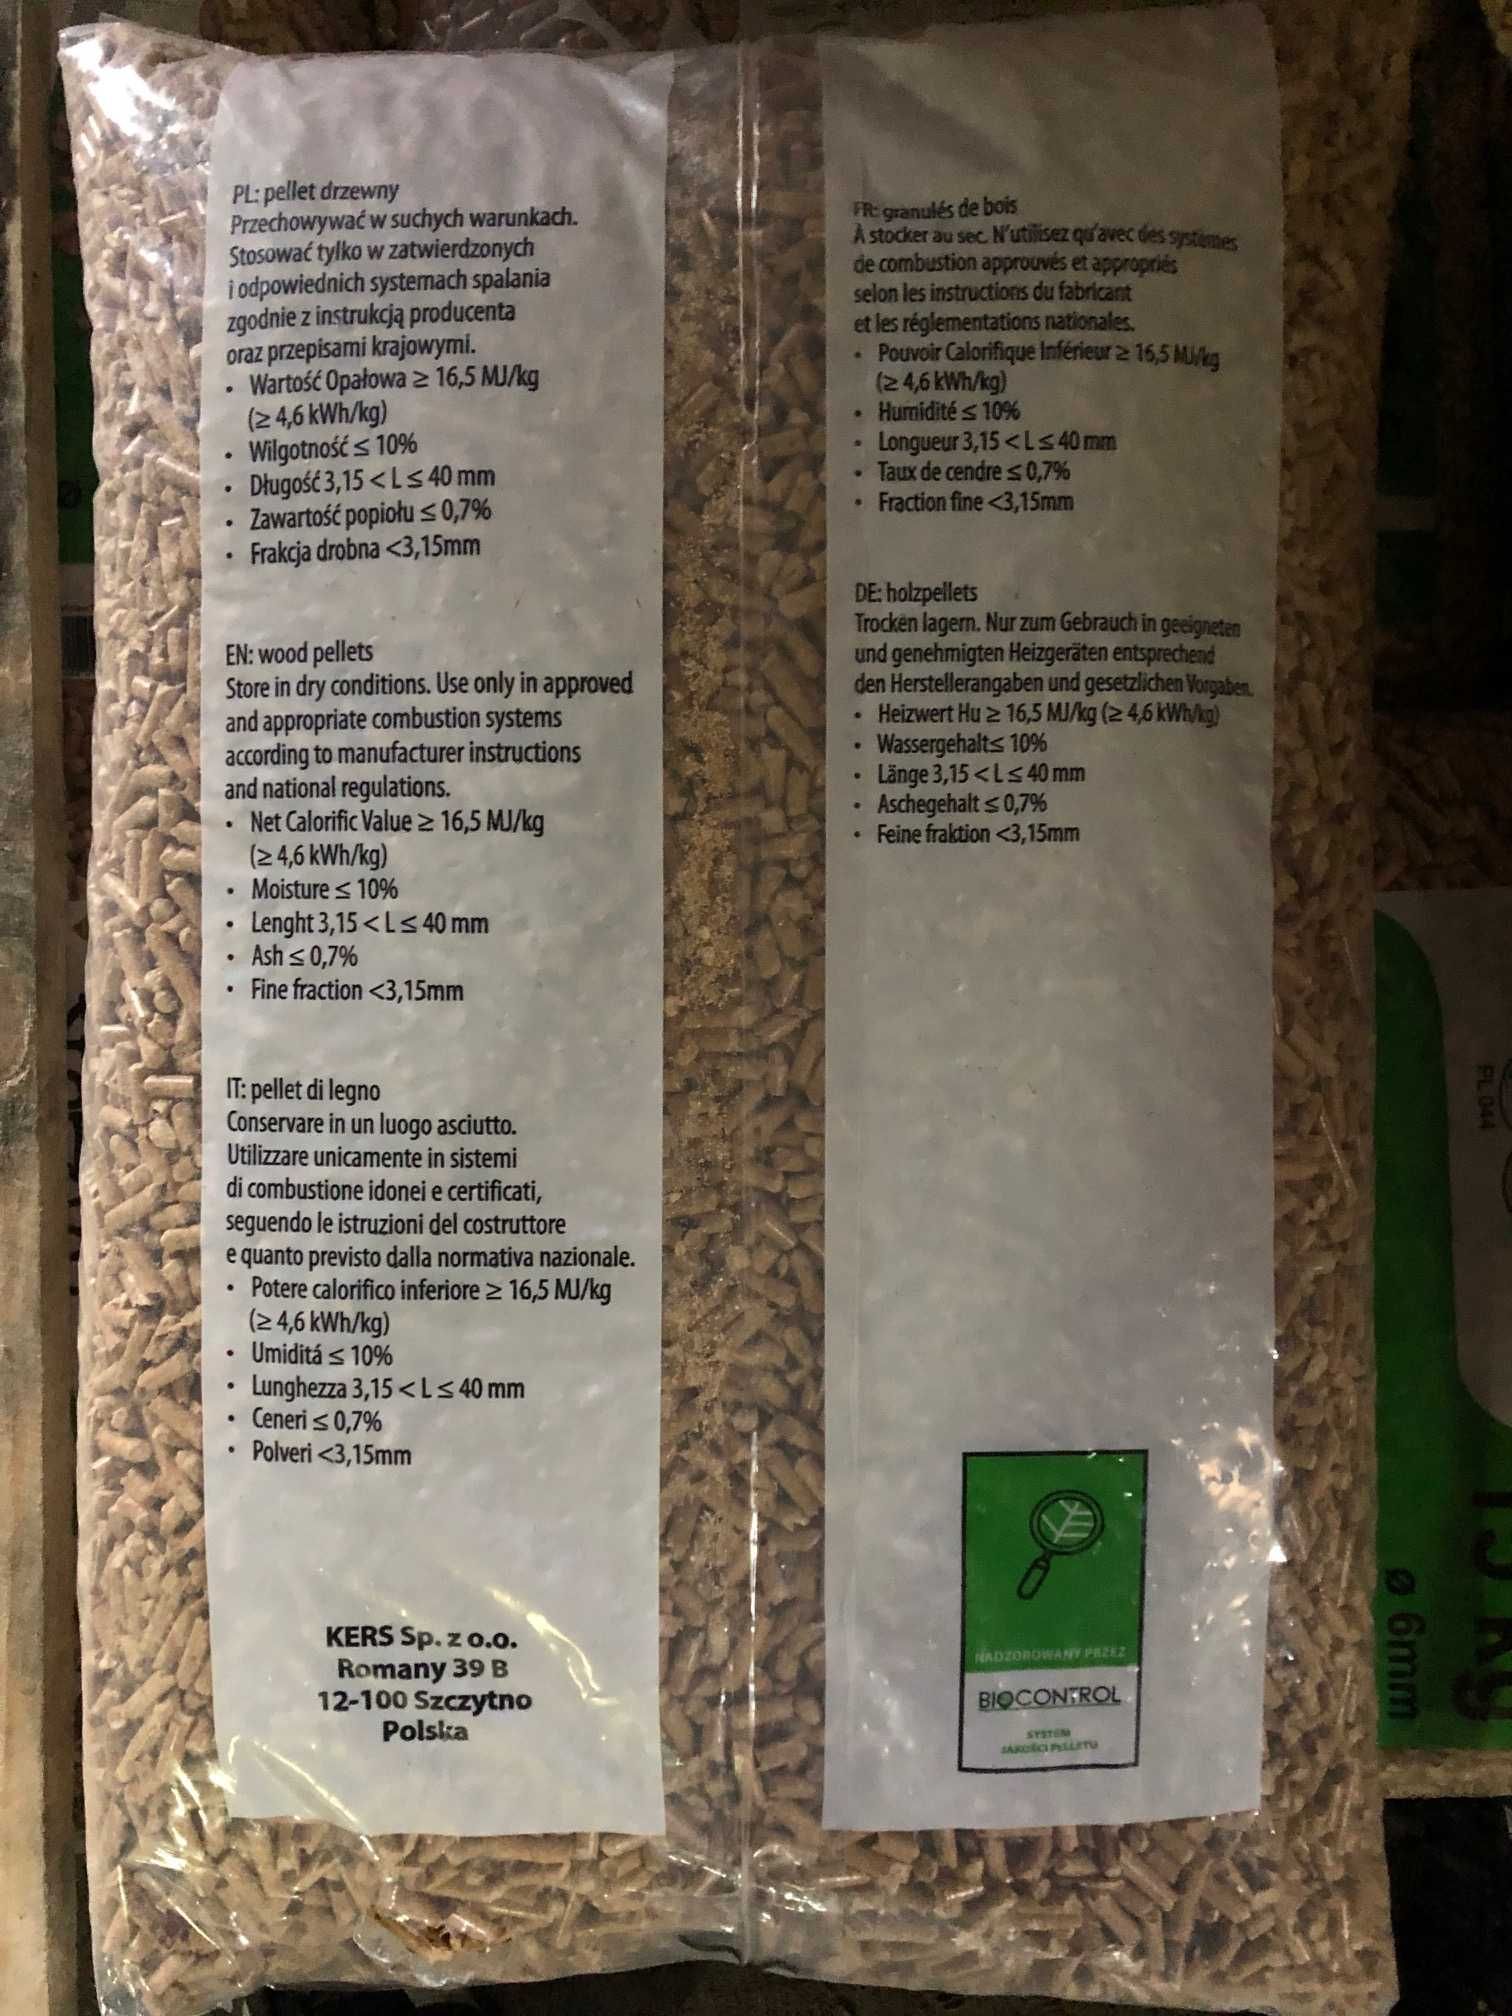 PL: pellet drzewny
Przechowywać w suchych warunkach.
Stosować tylko w zatwierdzonych
i odpowiednich systemach spalania
zgodnie z instrukcją producenta
oraz przepisami krajowymi.
• Wartość Opałowa ≥ 16,5 MJ/kg
(≥ 4,6 kWh/kg)
• Wilgotność ≤ 10%
• Długość 3,15 < L ≤ 40 mm
• Zawartość popiołu ≤ 0,7%
• Frakcja drobna <3,15mm
EN: wood pellets
Store in dry conditions. Use only in approved
and appropriate combustion systems
according to manufacturer instructions
and national regulations.
• Net Calorific Value ≥ 16,5 MJ/kg
(≥ 4,6 kWh/kg)
• Moisture ≤ 10%
• Lenght 3,15 < L ≤ 40 mm
• Ash ≤ 0,7%
• Fine fraction <3,15mm
IT: pellet di legno
Conservare in un luogo asciutto.
Utilizzare unicamente in sistemi
di combustione idonei e certificati,
seguendo le istruzioni del costruttore
e quanto previsto dalla normativa nazionale.
• Potere calorifico inferiore ≥ 16,5 MJ/kg
(≥ 4,6 kWh/kg)
• Umiditá ≤ 10%
• Lunghezza 3,15 < L ≤ 40 mm
• Ceneri ≤ 0,7%
• Polveri <3,15mm
KERS Sp. z o.o.
Romany 39 B
12-100 Szczytno
Polska
FR: granulés de bois
À stocker au sec. N'utilisez qu'avec des systèmes
de combustion approuvés et appropriés
selon les instructions du fabricant
et les réglementations nationales.
• Pouvoir Calorifique Inférieur ≥ 16,5 MJ/kg
(≥ 4,6 kWh/kg)
• Humidité ≤ 10%
• Longueur 3,15 < L ≤ 40 mm
• Taux de cendre ≤ 0,7%
• Fraction fine <3,15mm
DE: holzpellets
Trocken lagern. Nur zum Gebrauch in geeigneten
und genehmigten Heizgeräten entsprechend
den Herstellerangaben und gesetzlichen Vorgaben.
• Heizwert Hu ≥ 16,5 MJ/kg (≥ 4,6 kWh/kg)
• Wassergehalt≤ 10%
• Länge 3,15 < L ≤ 40 mm
• Aschegehalt ≤ 0,7%
• Feine fraktion <3,15mm
NADZOROWANY PRZEZ
BIOCONTROL
SYSTEM
JAKOŚCI PELLETU
PL 044
15 KG
ø 6mm